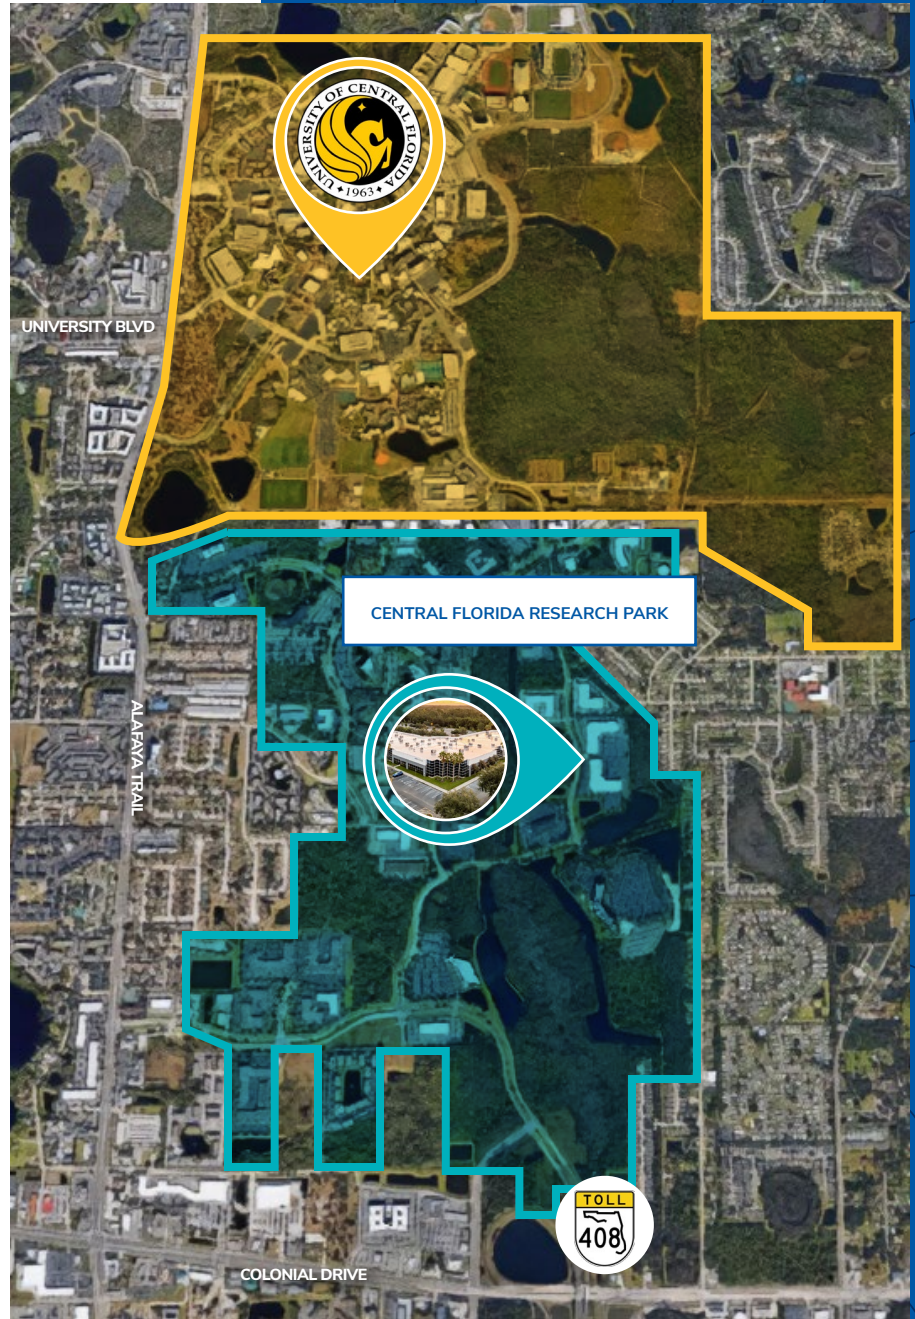 UNIVERSITY OF CENTRAL FLORIDA
1963
UNIVERSITY BLVD
CENTRAL FLORIDA RESEARCH PARK
ALAFAYA TRAIL
TOLL
408
COLONIAL DRIVE